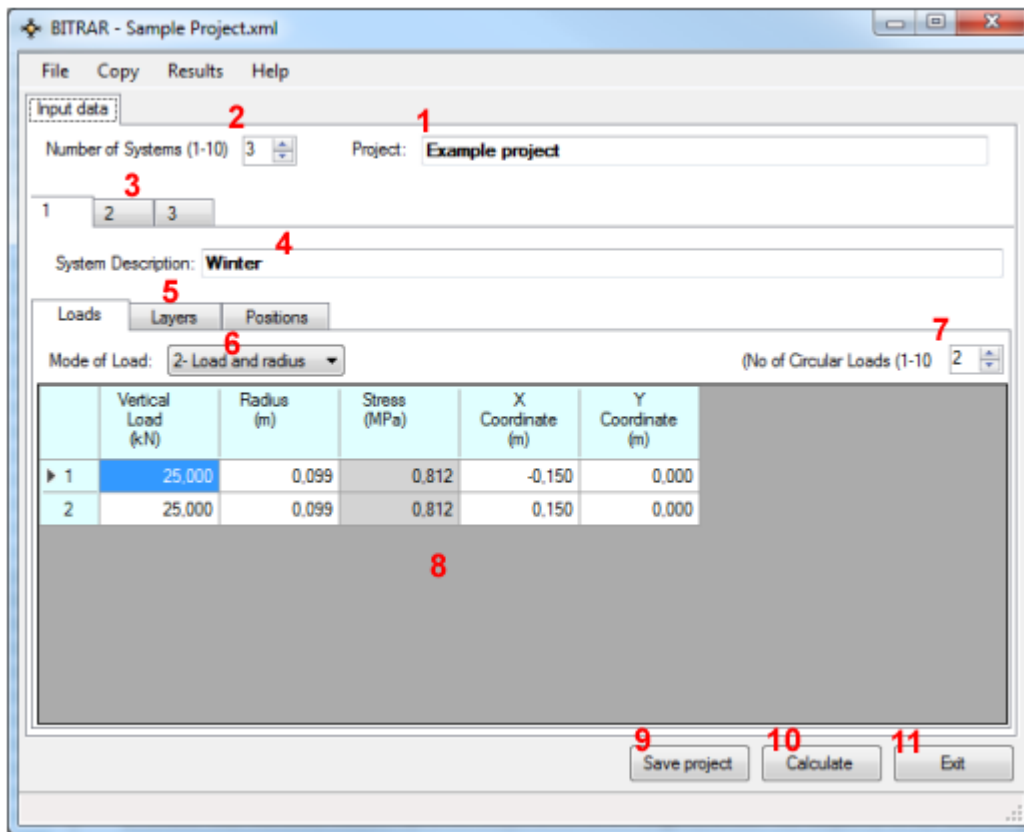 BITRAR - Sample Project.xml
File Copy Results Help
Input data
2 1
Number of Systems (1-10) 3 Project: Example project
3
1 2 3
4
System Description: Winter
5
Loads Layers Positions
6 7
Mode of Load: 2- Load and radius (No of Circular Loads (1-10 2
Vertical Load (kN) Radius (m) Stress (MPa) X Coordinate (m) Y Coordinate (m)
1 25,000 0,099 0,812 -0,150 0,000
2 25,000 0,099 0,812 0,150 0,000
8
9 10 11
Save project Calculate Exit